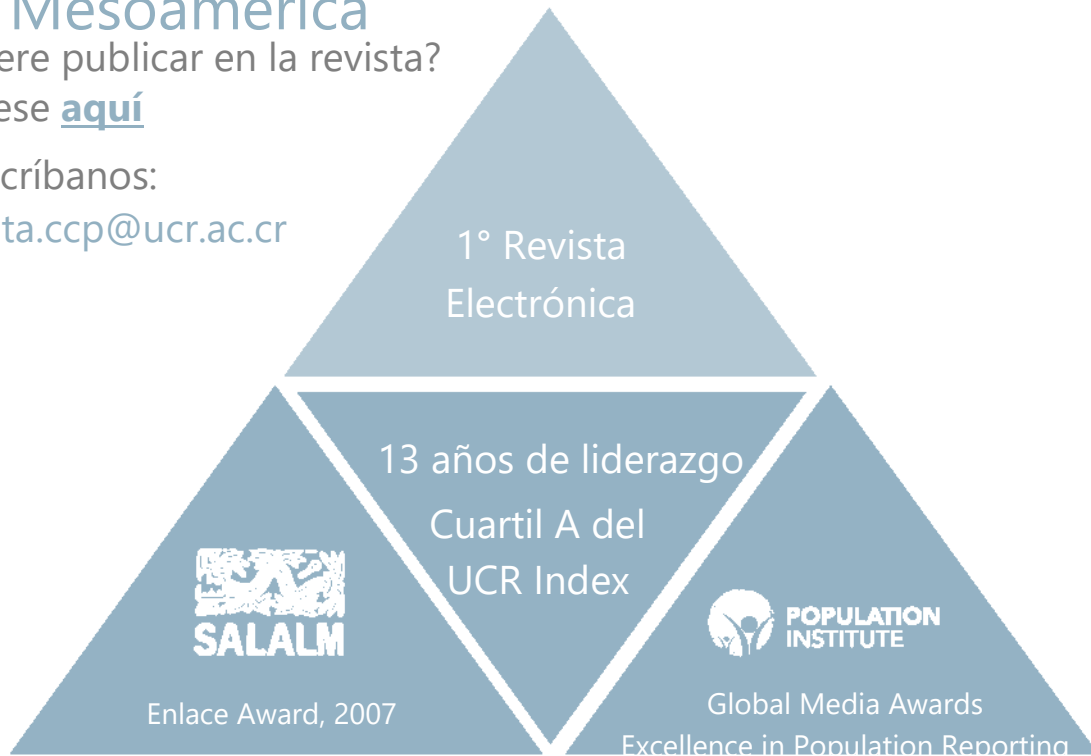 Mesoamérica
ere publicar en la revista?
ese aquí
críbanos:
ta.ccp@ucr.ac.cr
1° Revista
Electrónica
13 años de liderazgo
Cuartil A del
UCR Index
SALALM
Enlace Award, 2007
POPULATION
INSTITUTE
Global Media Awards
Excellence in Population Reporting